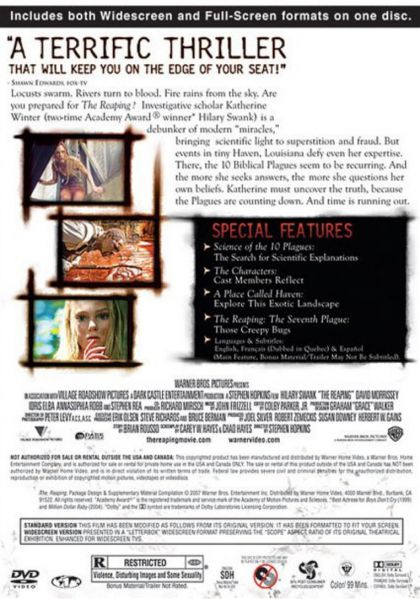 Includes both Widescreen and Full-Screen formats on one disc.
"A TERRIFIC THRILLER
THAT WILL KEEP YOU ON THE EDGE OF YOUR SEAT!"
- SHAWN EDWARDS, FOX-TV
Locusts swarm. Rivers turn to blood. Fire rains from the sky. Are
you prepared for The Reaping? Investigative scholar Katherine
Winter (two-time Academy Award® winner* Hilary Swank) is a
debunker of modern "miracles,"
bringing scientific light to superstition and fraud. But
events in tiny Haven, Louisiana defy even her expertise.
There, the 10 Biblical Plagues seem to be recurring. And
the more she seeks answers, the more she questions her
own beliefs. Katherine must uncover the truth, because
the Plagues are counting down. And time is running out.
SPECIAL FEATURES
Science of the 10 Plagues:
The Search for Scientific Explanations
The Characters:
Cast Members Reflect
A Place Called Haven:
Explore This Exotic Landscape
The Reaping: The Seventh Plague:
Those Creepy Bugs
Languages & Subtitles:
English, Français (Dubbed in Quebec) & Español
(Main Feature, Bonus Material/Trailer May Not Be Subtitled).
WARNER BROS. PICTURES PRESENTS
IN ASSOCIATION WITH VILLAGE ROADSHOW PICTURES A DARK CASTLE ENTERTAINMENT PRODUCTION A STEPHEN HOPKINS FILM HILARY SWANK "THE REAPING" DAVID MORRISSEY
IDRIS ELBA ANNASOPHIA ROBB AND STEPHEN REA RICHARD MIRISCH MUSIC BY JOHN FRIZZELL EDITED BY COLBY PARKER, JR. GRAHAM "GRACE" WALKER
PETER LEVY A.C.S., A.S.C. ERIK OLSEN STEVE RICHARDS AND BRUCE BERMAN PRODUCED BY JOEL SILVER ROBERT ZEMECKIS SUSAN DOWNEY HERBERT W. GAINS
STORY BY BRIAN ROUSSO SCREENPLAY BY CAREY W. HAYES & CHAD HAYES DIRECTED BY STEPHEN HOPKINS
thereapingmovie.com warnervideo.com
VILLAGE ROADSHOW PICTURES
WARNER BROS. PICTURES
NOT AUTHORIZED FOR SALE OR RENTAL OUTSIDE THE USA AND CANADA: This copyrighted product has been manufactured and distributed by Warner Home Video, a Warner Bros. Home
Entertainment Company, and is authorized for sale or rental for private home use in the USA and CANADA ONLY. The sale or rental of this product outside of the USA and Canada has NOT been
authorized by Warner Home Video, and is in direct violation of its written terms of trade. Federal law provides severe civil and criminal penalties for the unauthorized distribution,
reproduction or exhibition of copyrighted motion pictures, videotapes or videodiscs.
The Reaping, Package Design & Supplementary Material Compilation © 2007 Warner Bros. Entertainment Inc. Distributed by Warner Home Video, 4000 Warner Blvd., Burbank, CA
91522. All rights reserved. "Academy Award®" is the registered trademark and service mark of the Academy of Motion Picture Arts and Sciences. *Best Actress for Boys Don't Cry (1999)
and Million Dollar Baby (2004). "Dolby" and the symbol are trademarks of Dolby Laboratories Licensing Corporation.
STANDARD VERSION THIS FILM HAS BEEN MODIFIED AS FOLLOWS FROM ITS ORIGINAL VERSION: IT HAS BEEN FORMATTED TO FIT YOUR SCREEN.
WIDESCREEN VERSION PRESENTED IN A "LETTERBOX" WIDESCREEN FORMAT PRESERVING THE "SCOPE" ASPECT RATIO OF ITS ORIGINAL THEATRICAL
EXHIBITION. ENHANCED FOR WIDESCREEN TVS.
DVD
VIDEO
R RESTRICTED
Violence, Disturbing Images and Some Sexuality
Bonus Material/Trailer Not Rated.
SDH
Colon '99 Mins.